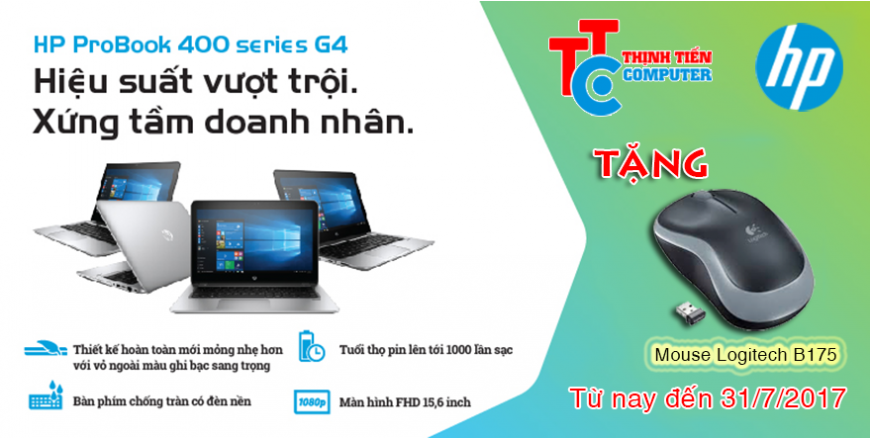 HP ProBook 400 series G4
Hiệu suất vượt trội.
Xứng tầm doanh nhân.
TTC
THỊNH TIẾN
COMPUTER
hp
TẶNG
Logitech
Mouse Logitech B175
Từ nay đến 31/7/2017
Thiết kế hoàn toàn mới mỏng nhẹ hơn
với vỏ ngoài màu ghi bạc sang trọng
Tuổi thọ pin lên tới 1000 lần sạc
Bàn phím chống tràn có đèn nền
1080p
Màn hình FHD 15,6 inch